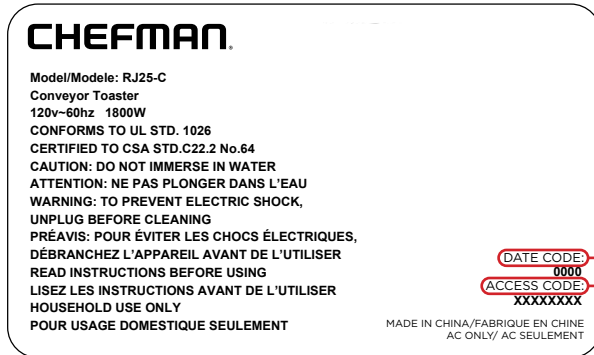 CHEFMAN®
Model/Modele: RJ25-C
Conveyor Toaster
120v~60hz 1800W
CONFORMS TO UL STD. 1026
CERTIFIED TO CSA STD.C22.2 No.64
CAUTION: DO NOT IMMERSE IN WATER
ATTENTION: NE PAS PLONGER DANS L'EAU
WARNING: TO PREVENT ELECTRIC SHOCK,
UNPLUG BEFORE CLEANING
PRÉAVIS: POUR ÉVITER LES CHOCS ÉLECTRIQUES,
DÉBRANCHEZ L'APPAREIL AVANT DE L'UTILISER
READ INSTRUCTIONS BEFORE USING
LISEZ LES INSTRUCTIONS AVANT DE L'UTILISER
HOUSEHOLD USE ONLY
POUR USAGE DOMESTIQUE SEULEMENT
DATE CODE:
0000
ACCESS CODE:
XXXXXXXX
MADE IN CHINA/FABRIQUE EN CHINE
AC ONLY/ AC SEULEMENT